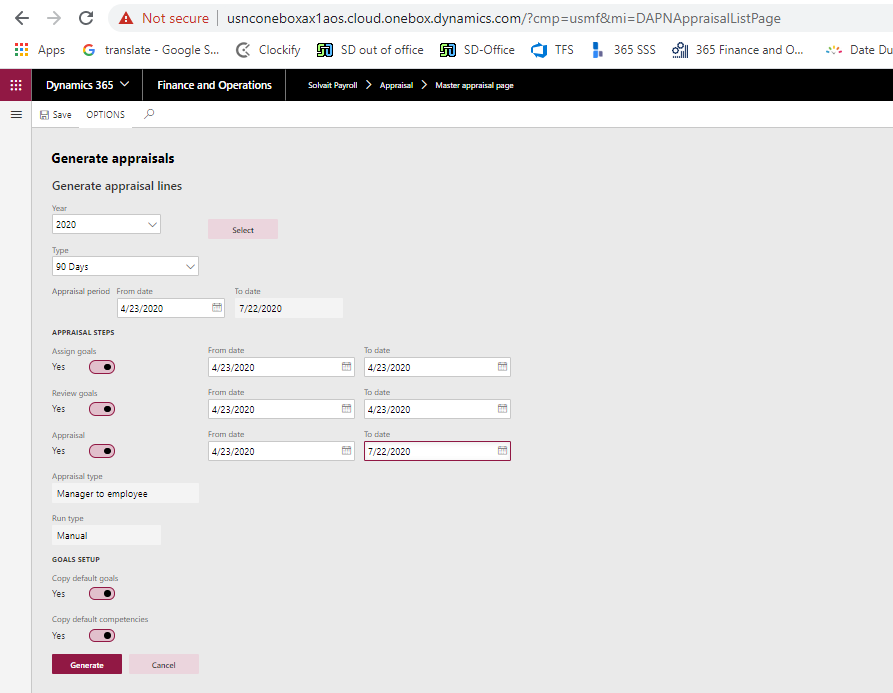 Not secure | usnconeboxax1aos.cloud.onebox.dynamics.com/?cmp=usmf&mi=DAPNAppraisalListPage
Apps translate - Google S... Clockify SD out of office SD-Office TFS 365 SSS 365 Finance and O... Date Du
Dynamics 365 Finance and Operations Solvait Payroll Appraisal Master appraisal page
Save OPTIONS
Generate appraisals
Generate appraisal lines
Year
2020 Select
Type
90 Days
Appraisal period From date To date
4/23/2020 7/22/2020
APPRAISAL STEPS
Assign goals From date To date
Yes 4/23/2020 4/23/2020
Review goals From date To date
Yes 4/23/2020 4/23/2020
Appraisal From date To date
Yes 4/23/2020 7/22/2020
Appraisal type
Manager to employee
Run type
Manual
GOALS SETUP
Copy default goals
Yes
Copy default competencies
Yes
Generate Cancel